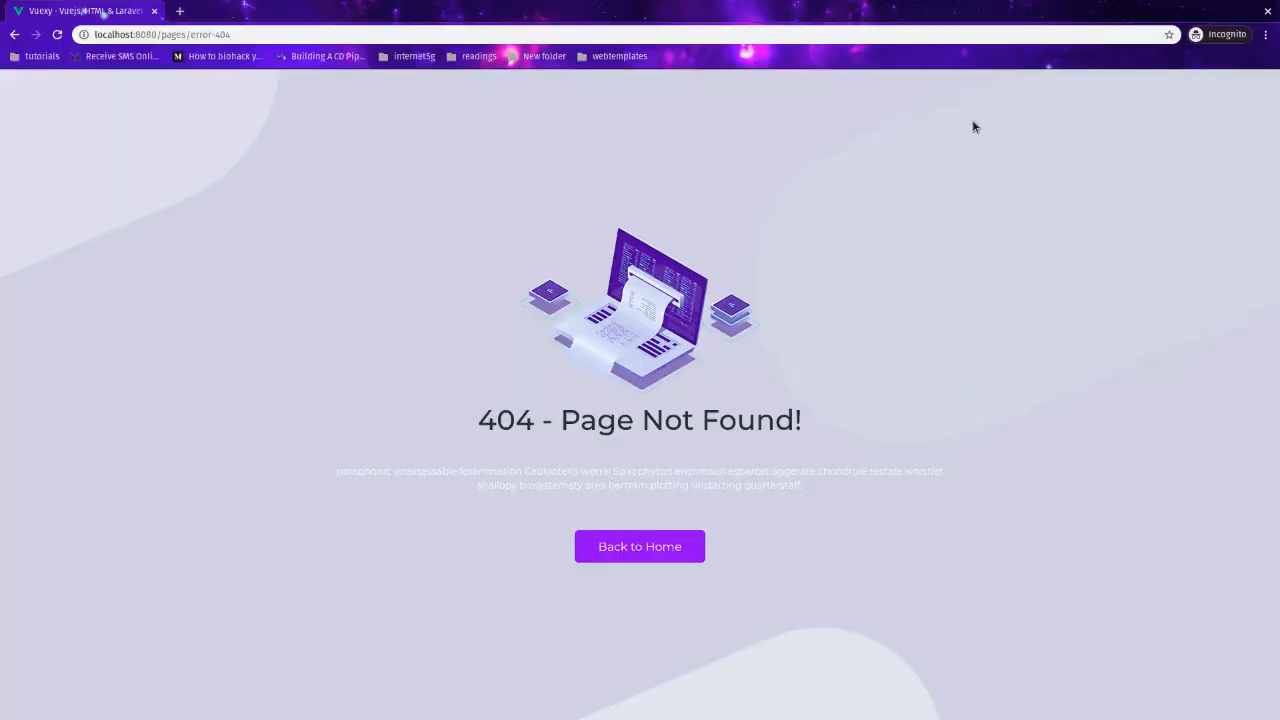 Vuexy - Vuejs, HTML & Laravel
localhost:8080/pages/error-404
Incognito
tutorials
Receive SMS Onli...
How to biohack y...
Building A CD Pip...
internet5g
readings
New folder
webtemplates
404 - Page Not Found!
paraphonic unassessable foramination Caulopteris worral Spirophyton encrimson esparcet aggerate chondrule restate whistler
shallopy biosystematy area bertram plotting unstarting quarterstaff.
Back to Home